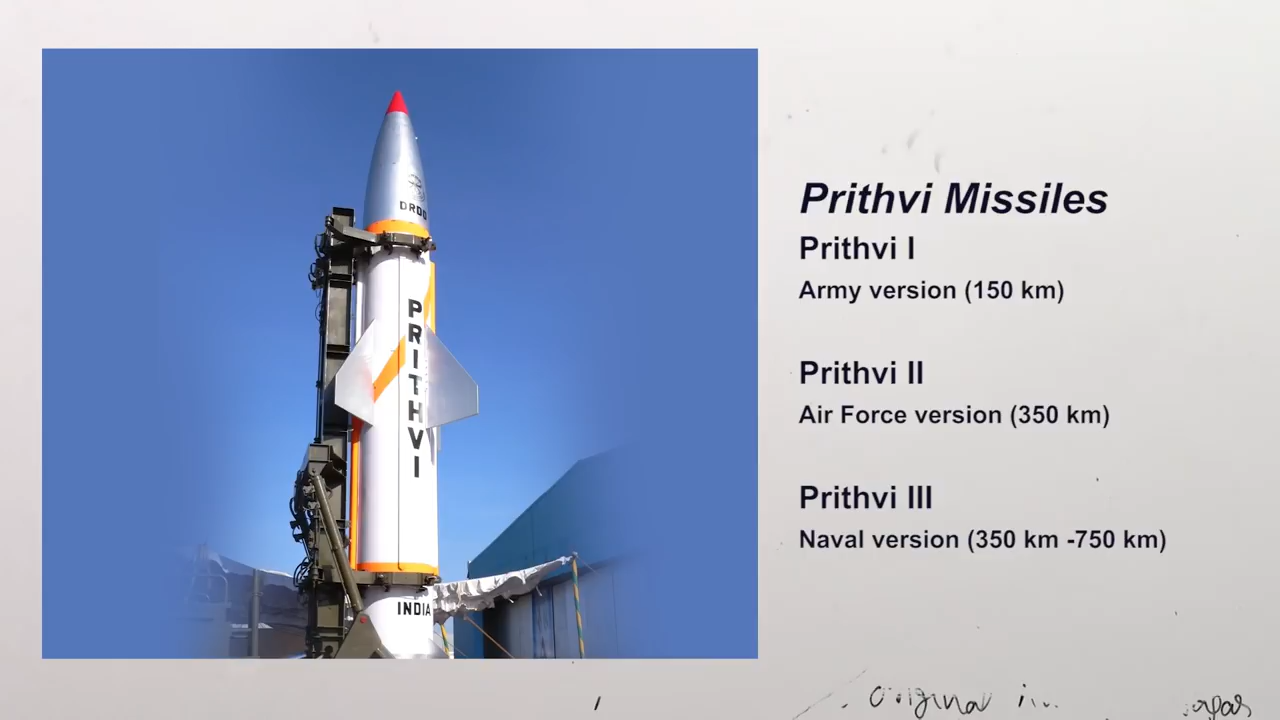 DRDO
PRITHVI
INDIA
Prithvi Missiles
Prithvi I
Army version (150 km)
Prithvi II
Air Force version (350 km)
Prithvi III
Naval version (350 km -750 km)
original